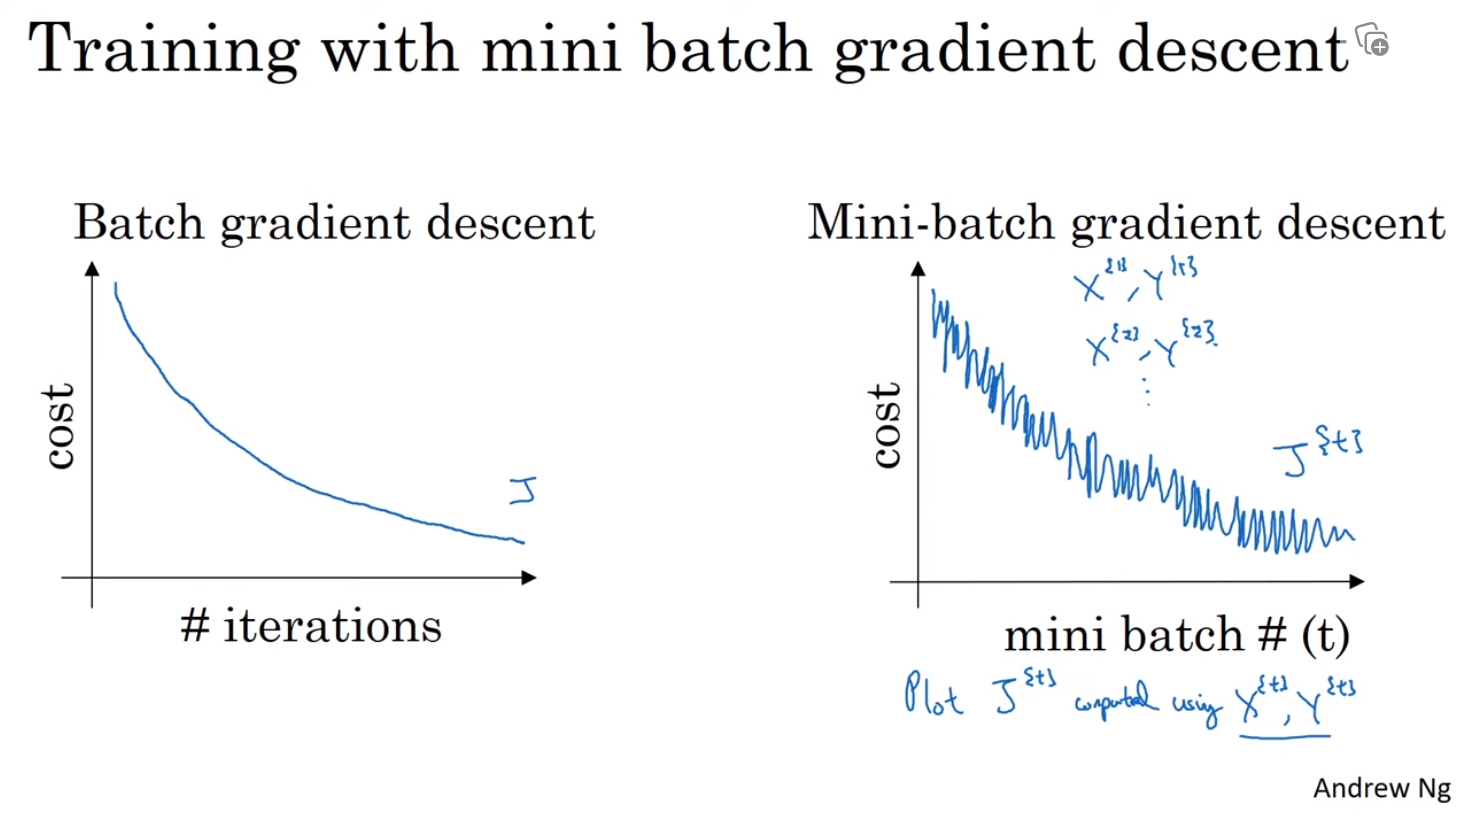 Training with mini batch gradient descent
Batch gradient descent
cost
J
# iterations
Mini-batch gradient descent
X^{1}, Y^{1}
X^{2}, Y^{2}
⋮
cost
J^{t}
mini batch # (t)
Plot J^{t} computed using X^{t}, Y^{t}
Andrew Ng